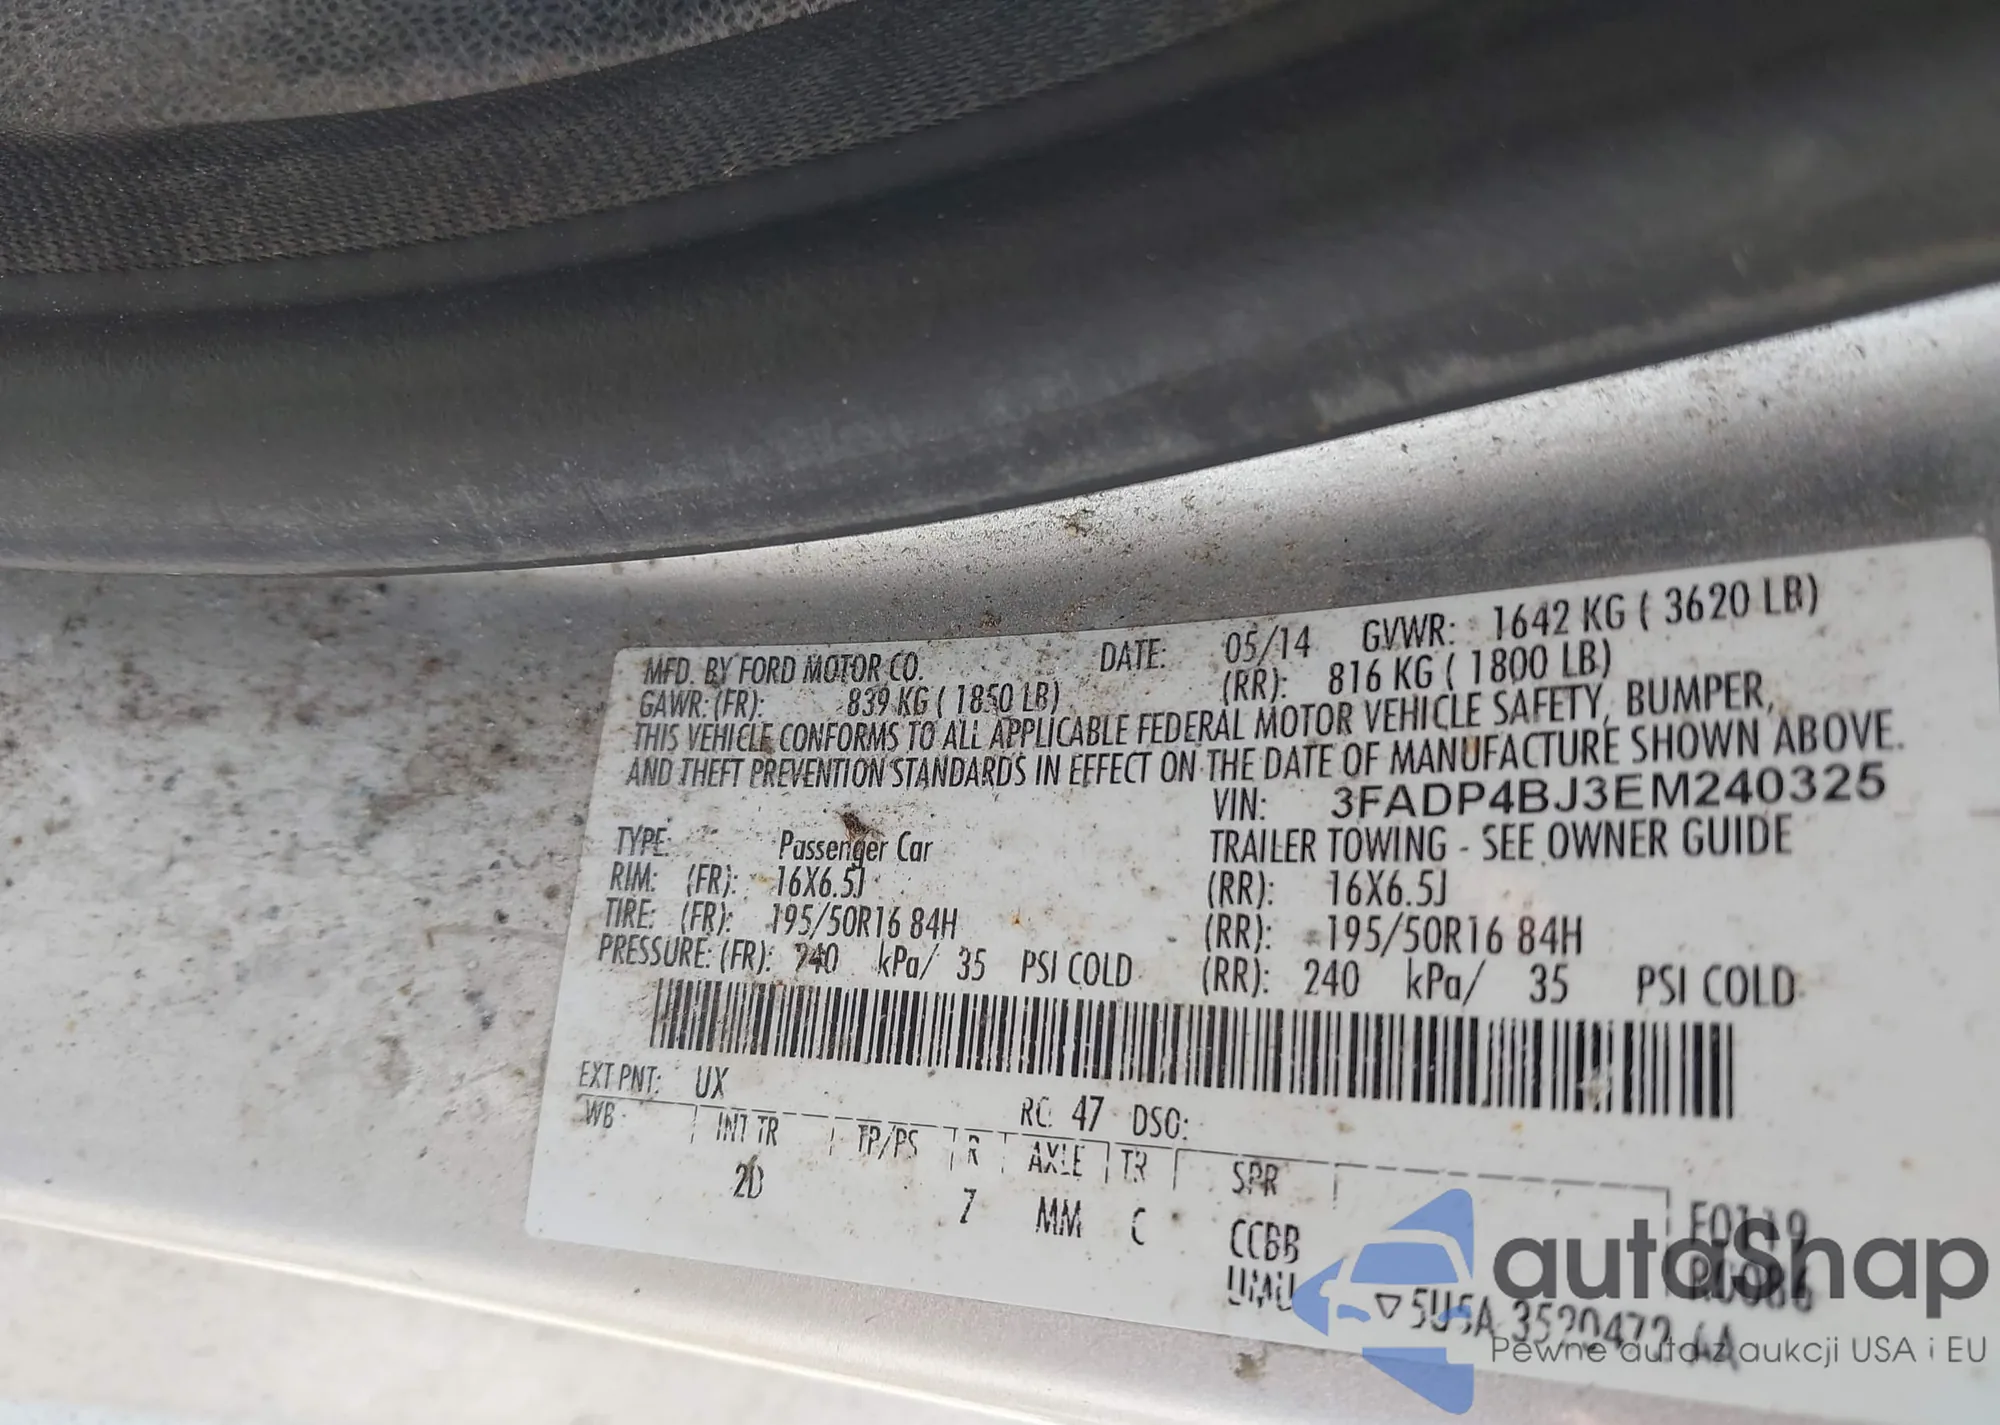 MFD. BY FORD MOTOR CO. DATE: 05/14 GVWR: 1642 KG ( 3620 LB)
GAWR: (FR): 839 KG ( 1850 LB) (RR): 816 KG ( 1800 LB)
THIS VEHICLE CONFORMS TO ALL APPLICABLE FEDERAL MOTOR VEHICLE SAFETY, BUMPER,
AND THEFT PREVENTION STANDARDS IN EFFECT ON THE DATE OF MANUFACTURE SHOWN ABOVE.
VIN: 3FADP4BJ3EM240325
TYPE: Passenger Car TRAILER TOWING - SEE OWNER GUIDE
RIM: (FR): 16X6.5J (RR): 16X6.5J
TIRE: (FR): 195/50R16 84H (RR): 195/50R16 84H
PRESSURE: (FR): 240 kPa/ 35 PSI COLD (RR): 240 kPa/ 35 PSI COLD
EXT PNT: UX RC: 47 DSO:
WB INT TR TP/PS R AXLE TR SPR
2D 7 MM C CCBB
autaShap
Pewne auta z aukcji USA i EU